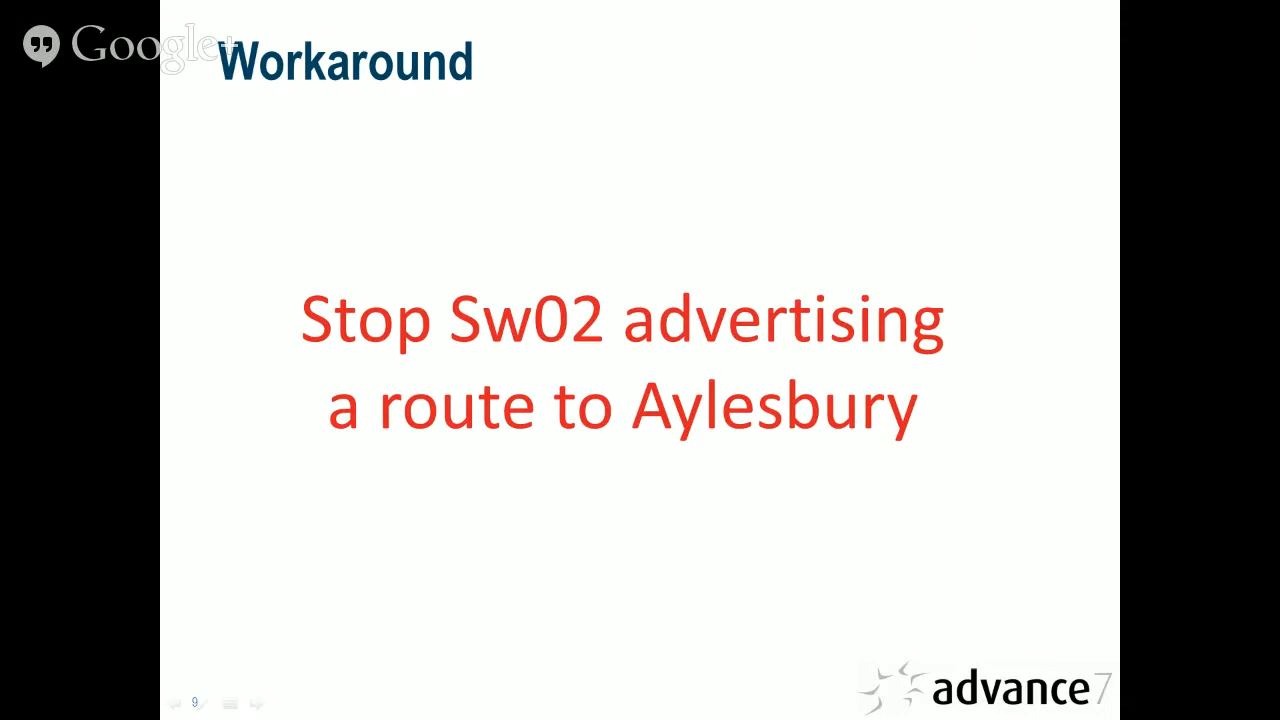 Google+
Workaround
Stop Sw02 advertising
a route to Aylesbury
9
advance7